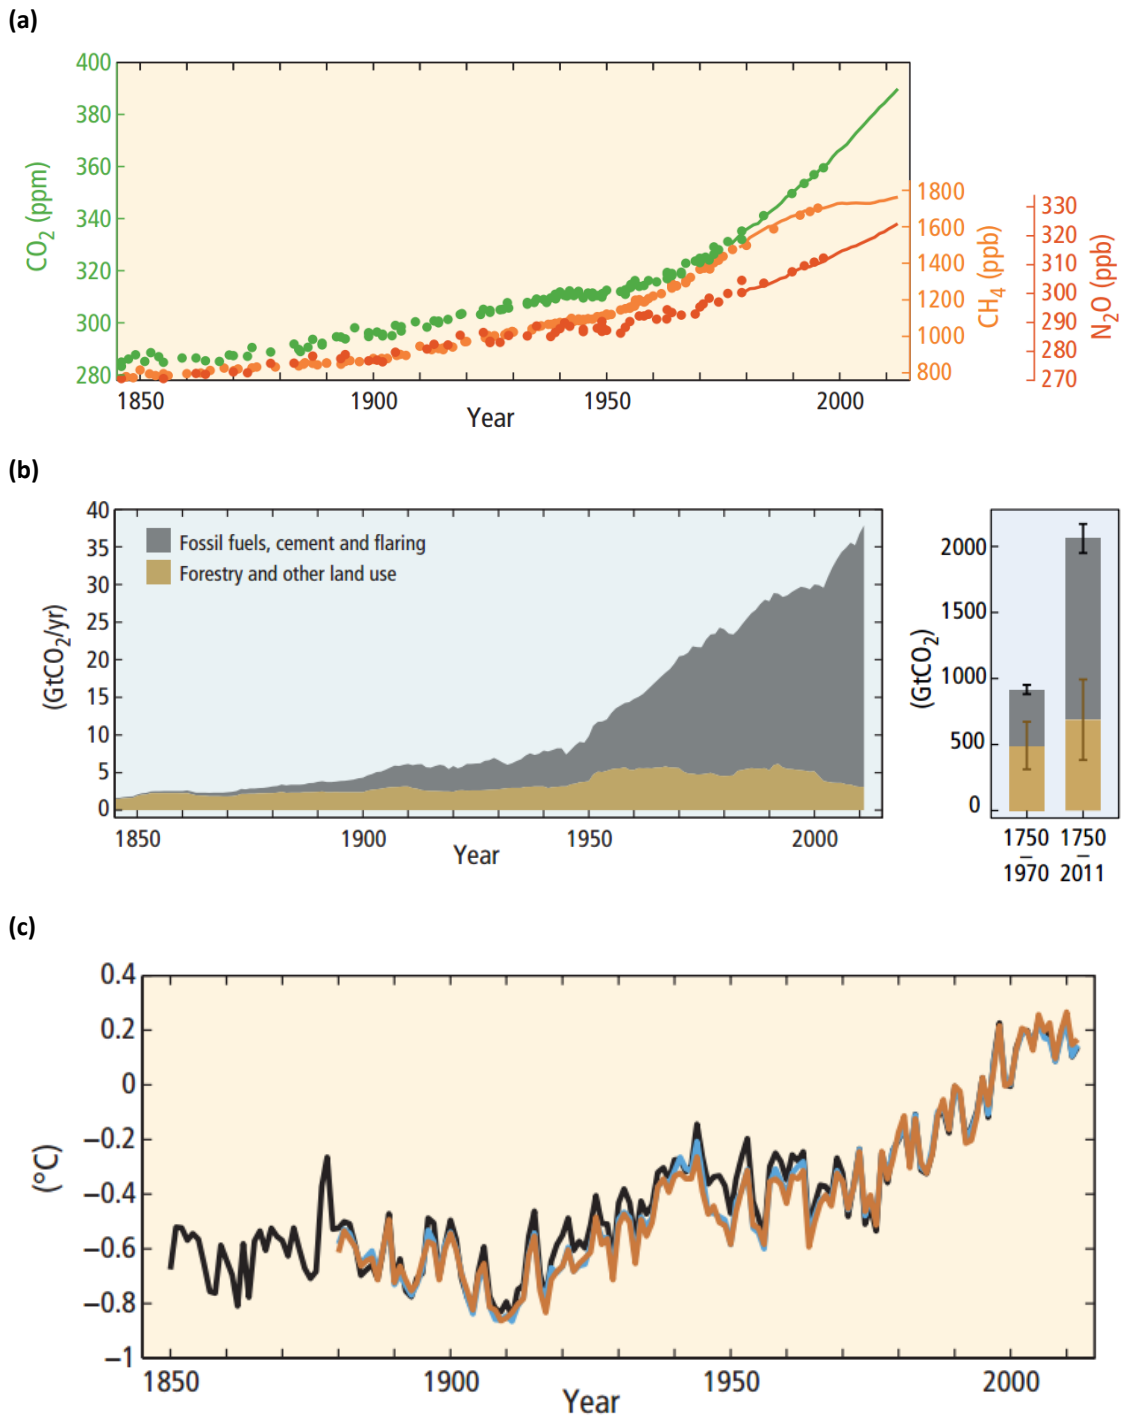 (a)
400
380
360
340
320
300
280
CO2 (ppm)
1800
1600
1400
1200
1000
800
CH4 (ppb)
330
320
310
300
290
280
270
N2O (ppb)
1850 1900 1950 2000
Year
(b)
40
35
30
25
20
15
10
5
0
(GtCO2/yr)
Fossil fuels, cement and flaring
Forestry and other land use
1850 1900 1950 2000
Year
2000
1500
1000
500
0
(GtCO2)
1750 1750
– –
1970 2011
(c)
0.4
0.2
0
−0.2
−0.4
−0.6
−0.8
−1
(°C)
1850 1900 1950 2000
Year